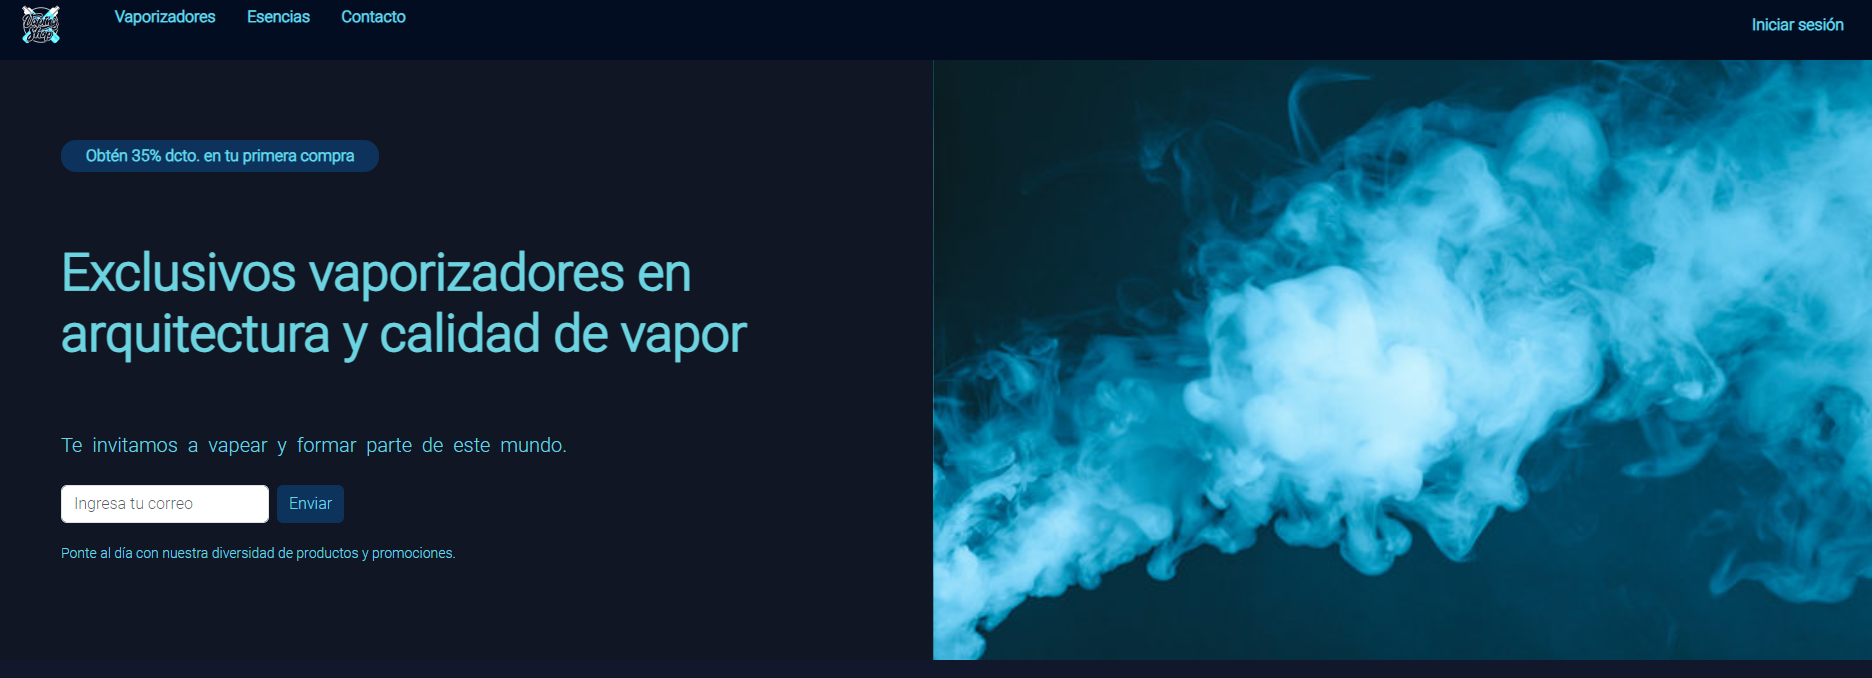 Vaping
Shop
Vaporizadores Esencias Contacto
Iniciar sesión
Obtén 35% dcto. en tu primera compra
Exclusivos vaporizadores en
arquitectura y calidad de vapor
Te invitamos a vapear y formar parte de este mundo.
Ingresa tu correo Enviar
Ponte al día con nuestra diversidad de productos y promociones.